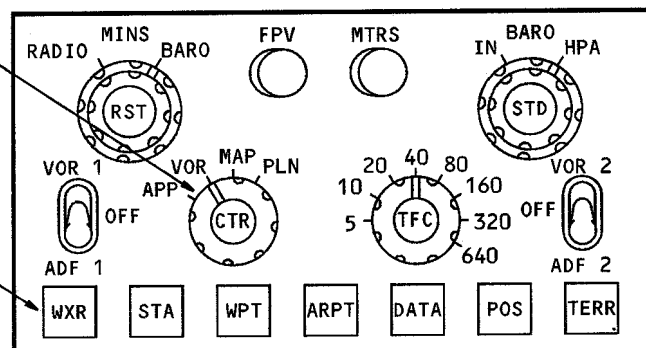 MINS
RADIO BARO
RST
FPV
MTRS
BARO
IN HPA
STD
VOR 1
OFF
ADF 1
APP VOR MAP PLN
CTR
5 10 20 40 80 160 320 640
TFC
VOR 2
OFF
ADF 2
WXR STA WPT ARPT DATA POS TERR